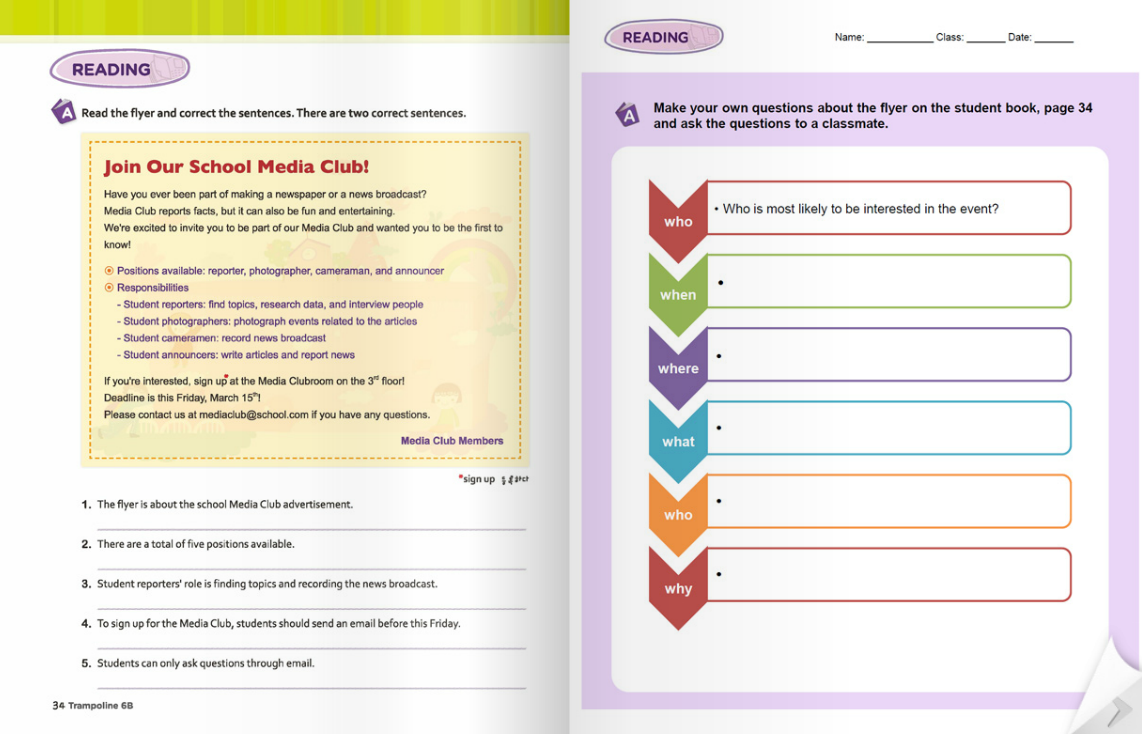 READING
A Read the flyer and correct the sentences. There are two correct sentences.
Join Our School Media Club!
Have you ever been part of making a newspaper or a news broadcast?
Media Club reports facts, but it can also be fun and entertaining.
We're excited to invite you to be part of our Media Club and wanted you to be the first to
know!
Positions available: reporter, photographer, cameraman, and announcer
Responsibilities
- Student reporters: find topics, research data, and interview people
- Student photographers: photograph events related to the articles
- Student cameramen: record news broadcast
- Student announcers: write articles and report news
If you're interested, sign up* at the Media Clubroom on the 3rd floor!
Deadline is this Friday, March 15th!
Please contact us at mediaclub@school.com if you have any questions.
Media Club Members
*sign up
1. The flyer is about the school Media Club advertisement.
2. There are a total of five positions available.
3. Student reporters' role is finding topics and recording the news broadcast.
4. To sign up for the Media Club, students should send an email before this Friday.
5. Students can only ask questions through email.
34 Trampoline 6B
READING
Name: ____________ Class: _______ Date: _______
A Make your own questions about the flyer on the student book, page 34
and ask the questions to a classmate.
who
• Who is most likely to be interested in the event?
when
•
where
•
what
•
who
•
why
•